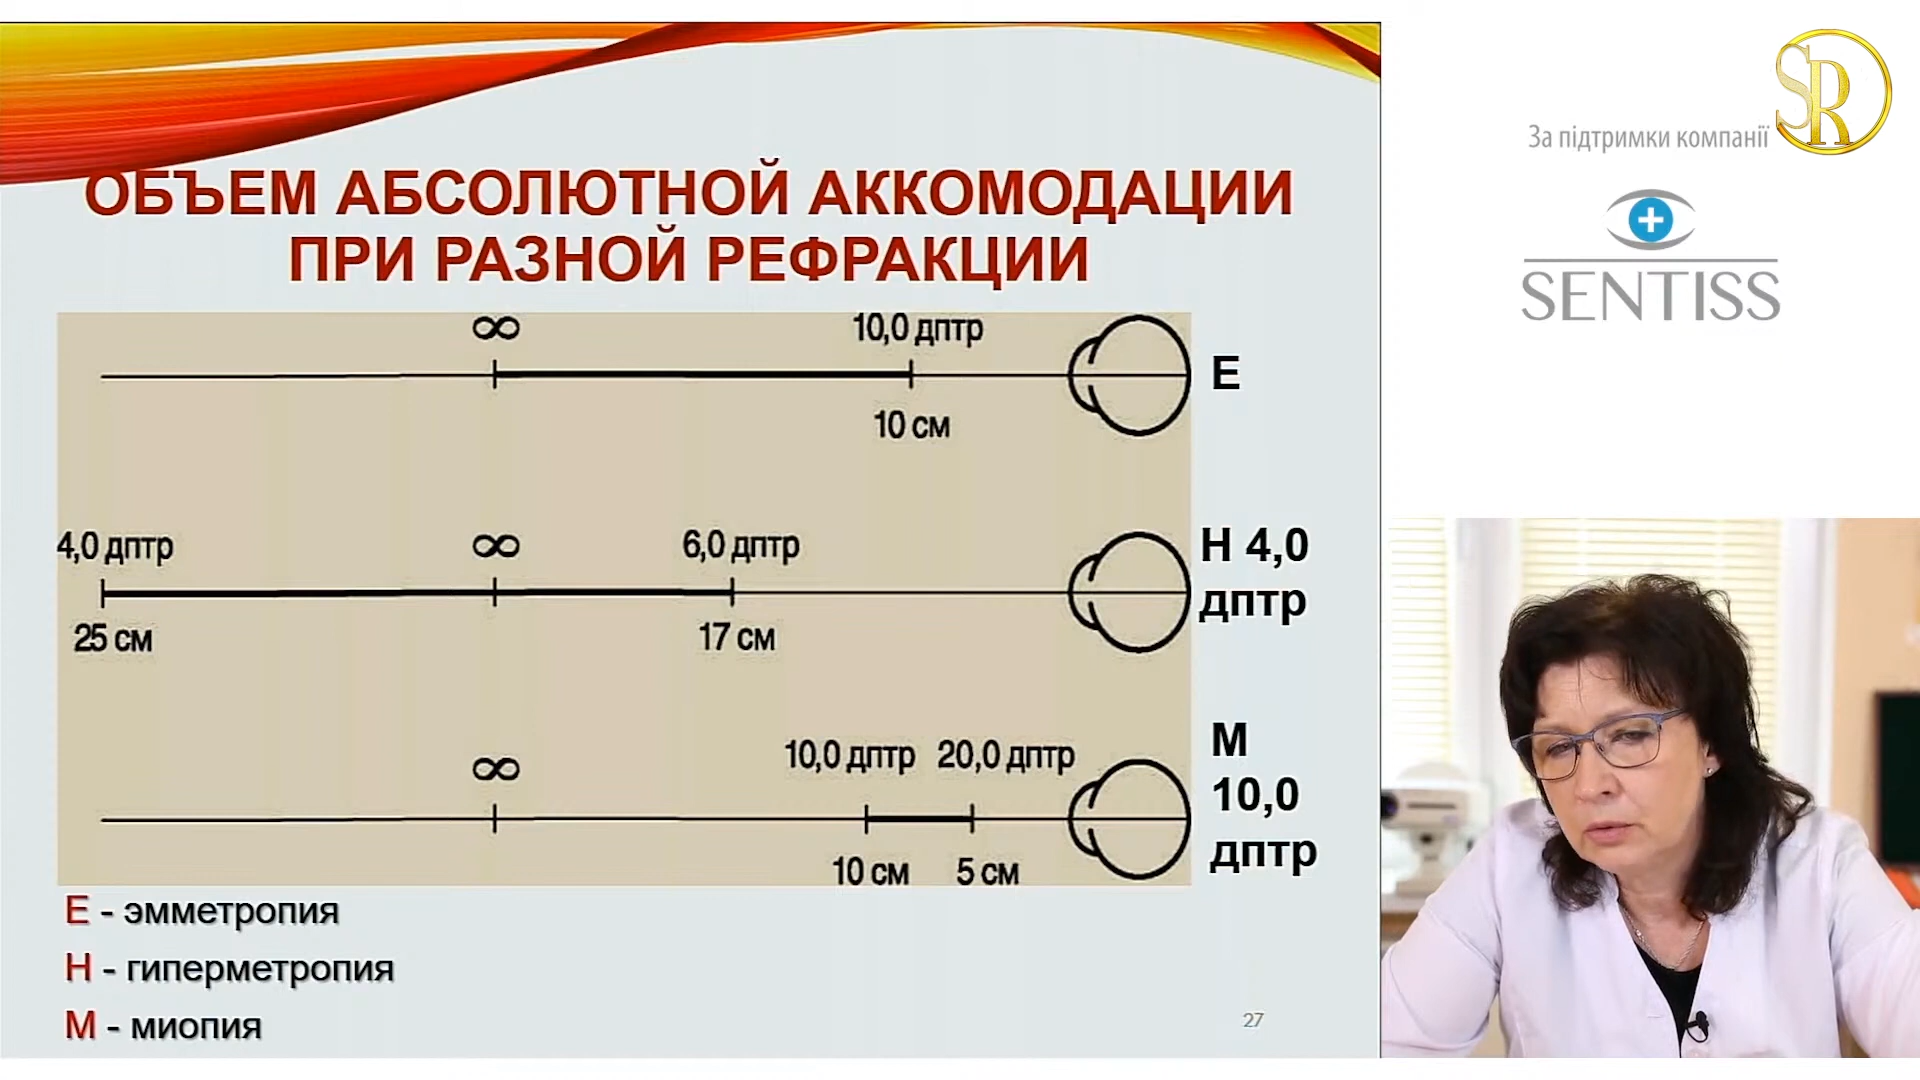 ОБЪЕМ АБСОЛЮТНОЙ АККОМОДАЦИИ
ПРИ РАЗНОЙ РЕФРАКЦИИ
∞
10,0 дптр
10 см
E
4,0 дптр
∞
6,0 дптр
25 см
17 см
H 4,0
дптр
∞
10,0 дптр
20,0 дптр
10 см
5 см
M
10,0
дптр
E - эмметропия
H - гиперметропия
M - миопия
27
За підтримки компанії
SR
SENTISS